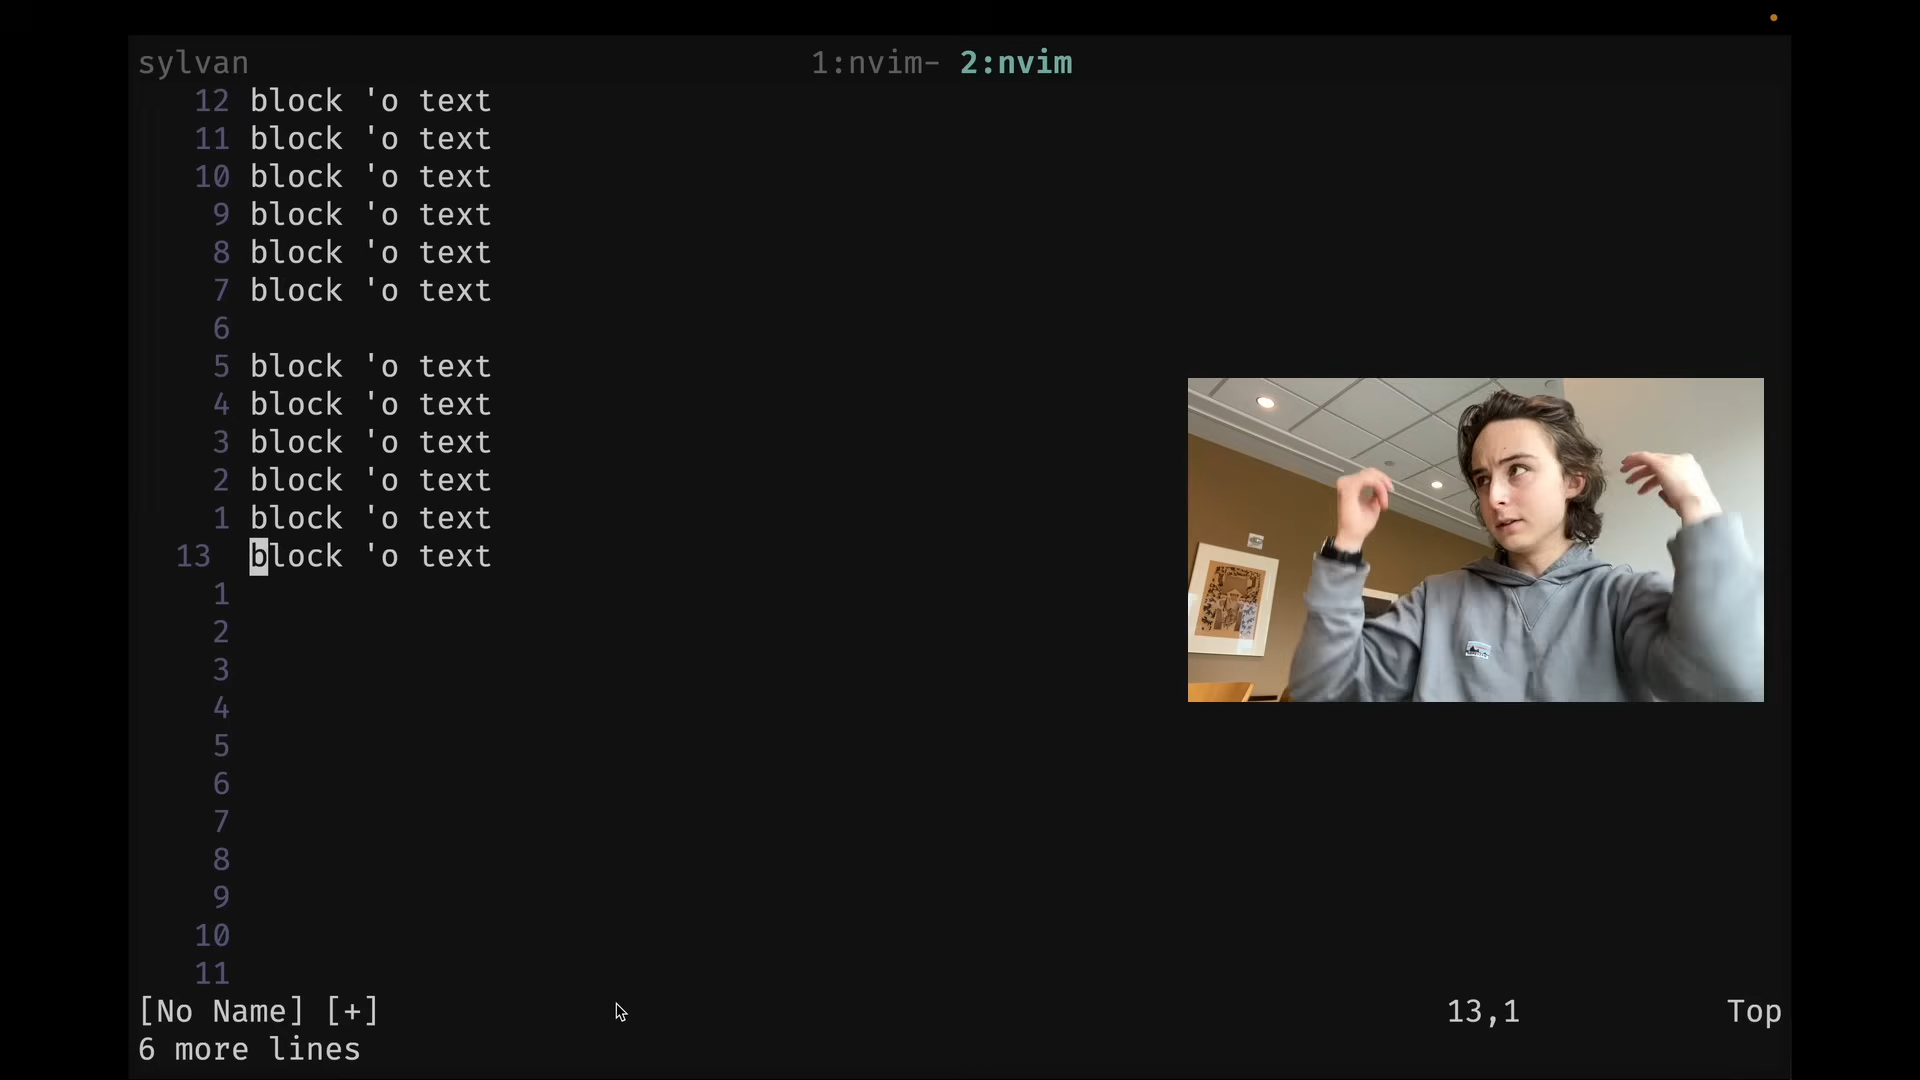 sylvan 1:nvim- 2:nvim
12 block 'o text
11 block 'o text
10 block 'o text
9 block 'o text
8 block 'o text
7 block 'o text
6
5 block 'o text
4 block 'o text
3 block 'o text
2 block 'o text
1 block 'o text
13 block 'o text
1
2
3
4
5
6
7
8
9
10
11
[No Name] [+] 13,1 Top
6 more lines